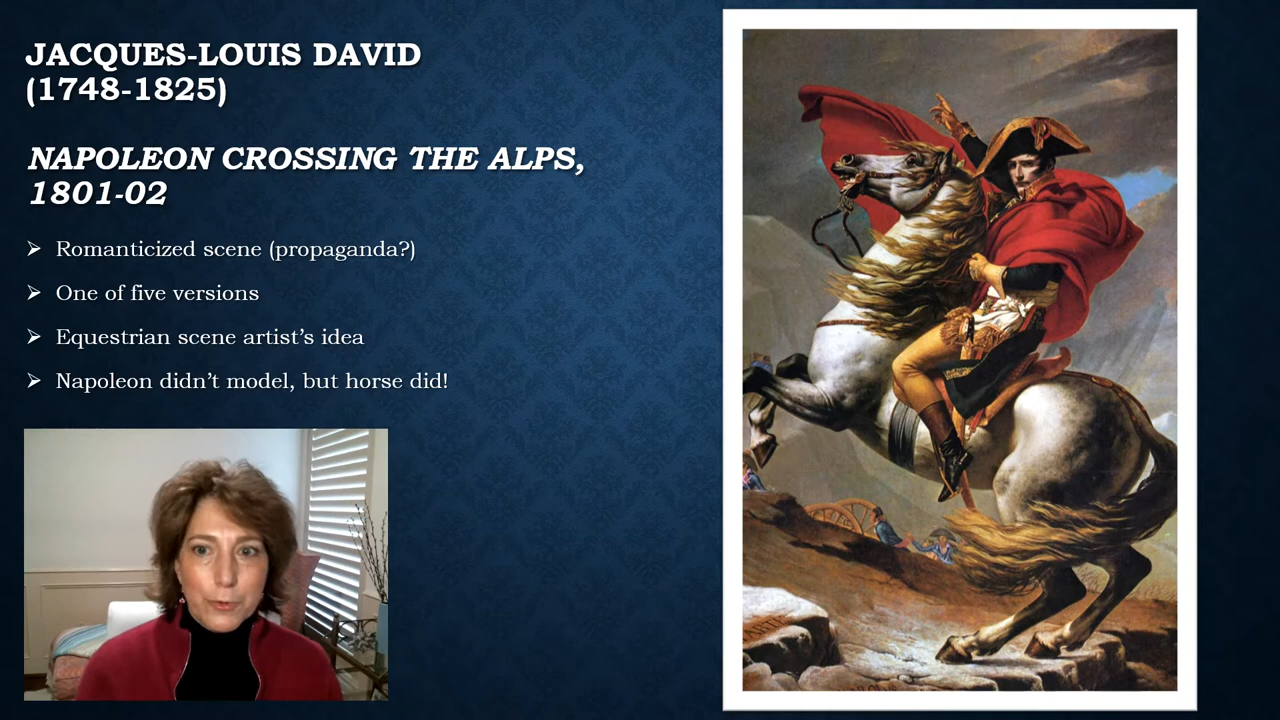 JACQUES-LOUIS DAVID
(1748-1825)
NAPOLEON CROSSING THE ALPS,
1801-02
Romanticized scene (propaganda?)
One of five versions
Equestrian scene artist’s idea
Napoleon didn’t model, but horse did!